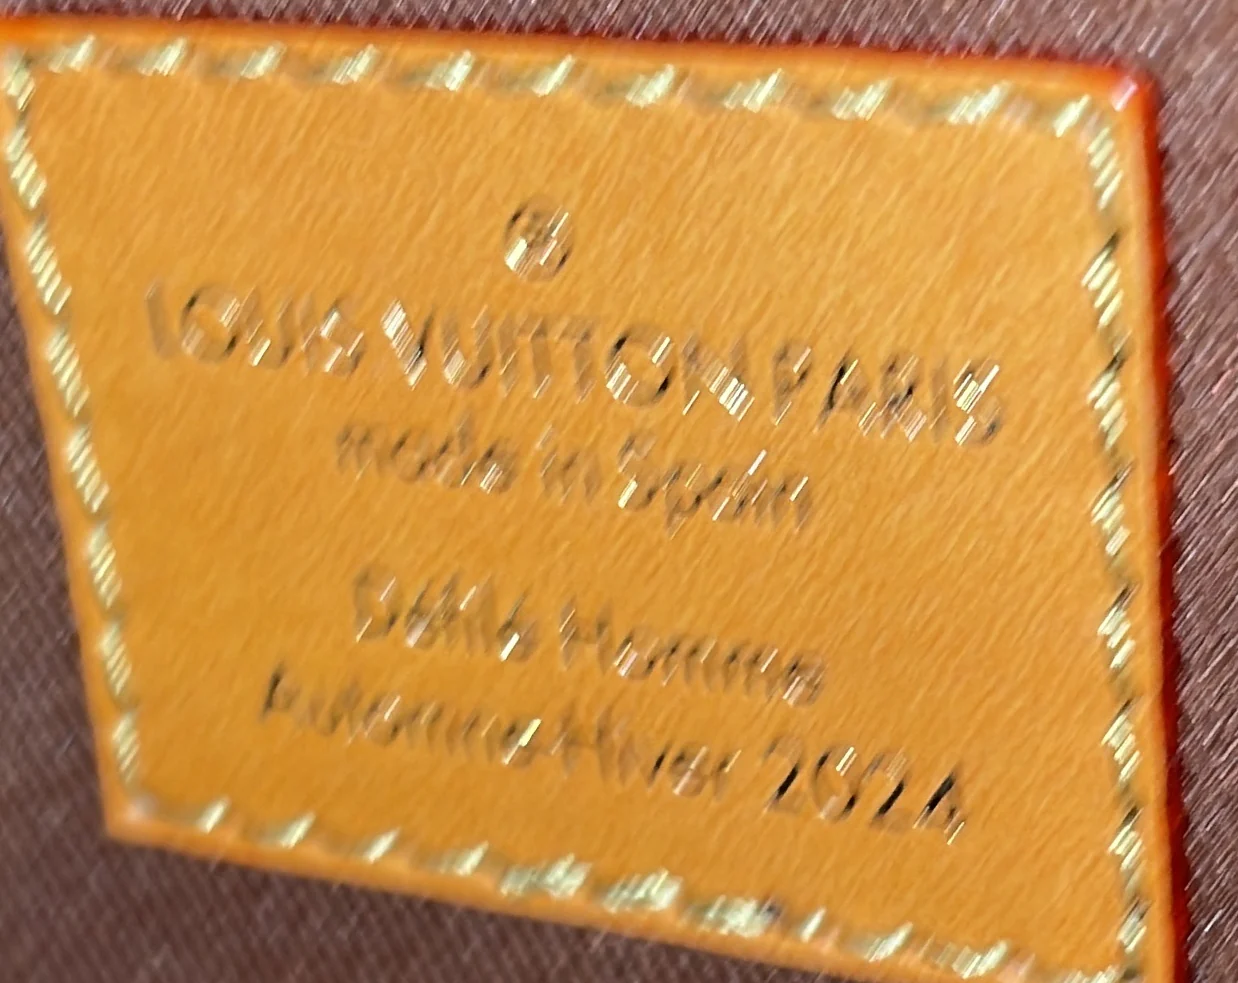 ®
LOUIS VUITTON PARIS
made in Spain
Défilé Homme
Automne-Hiver 2024